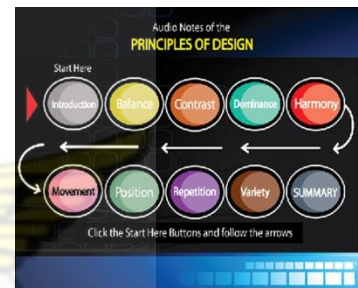 Audio Notes of the
PRINCIPLES OF DESIGN
Start Here
Introduction Balance Contrast Dominance Harmony
Movement Position Repetition Variety SUMMARY
Click the Start Here Buttons and follow the arrows